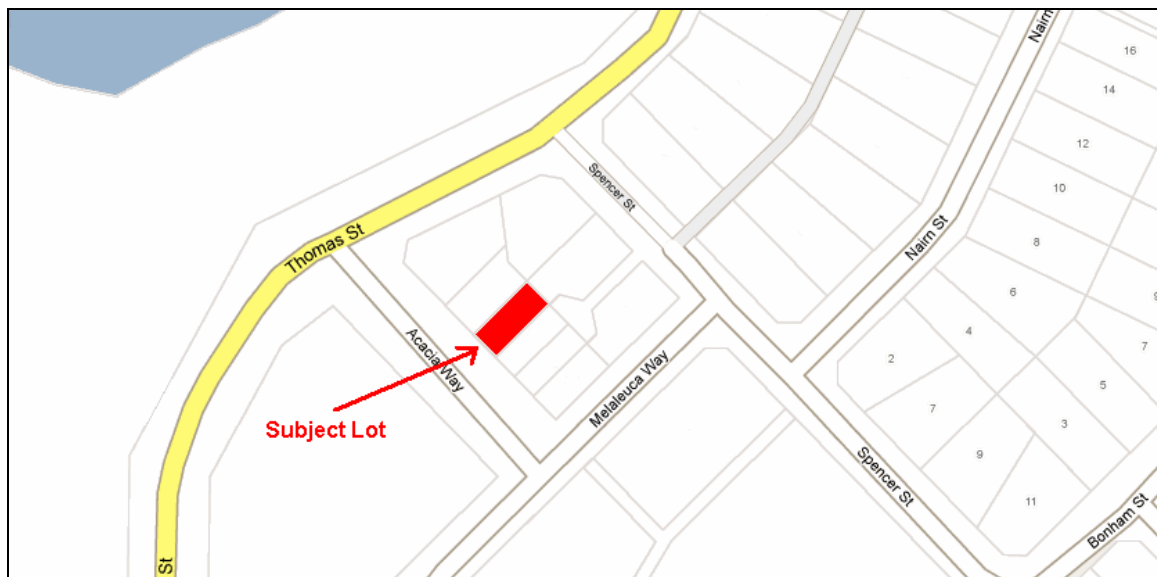 Nairn
16
14
12
Spencer St
10
Thomas St
Nairn St
8
6
9
4
7
Acacia Way
2
5
Melaleuca Way
7
3
Subject Lot
9
Spencer St
11
Bonham St
St